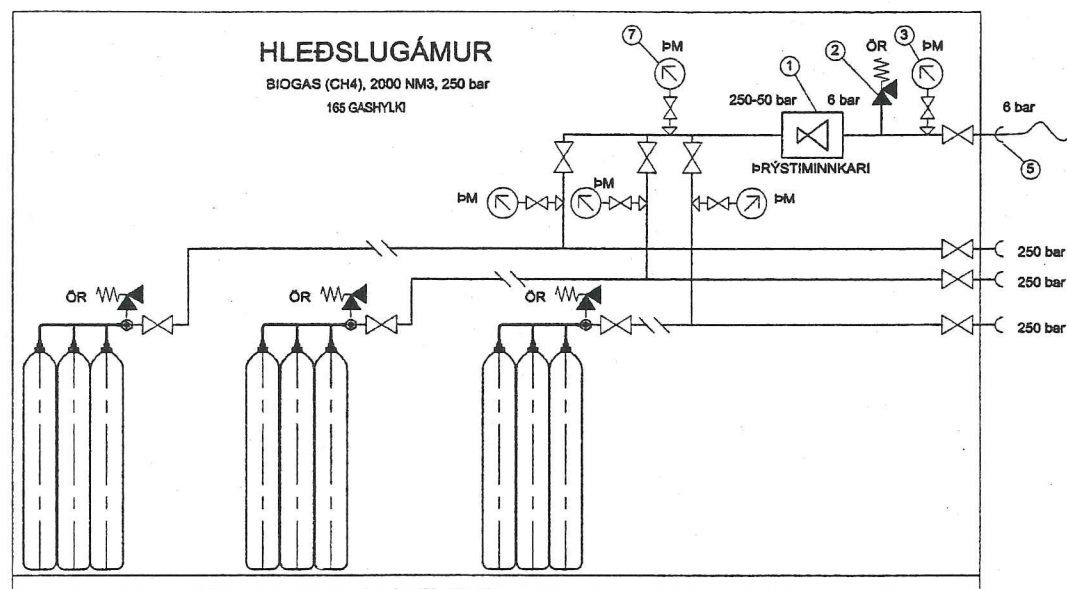 HLEÐSLUGÁMUR
BIOGAS (CH4), 2000 NM3, 250 bar
165 GASHYLKI
7
ÞM
1
2
ÖR
3
ÞM
250-50 bar
6 bar
6 bar
ÞRÝSTIMINNKARI
5
ÞM
ÞM
ÞM
250 bar
250 bar
250 bar
ÖR
ÖR
ÖR